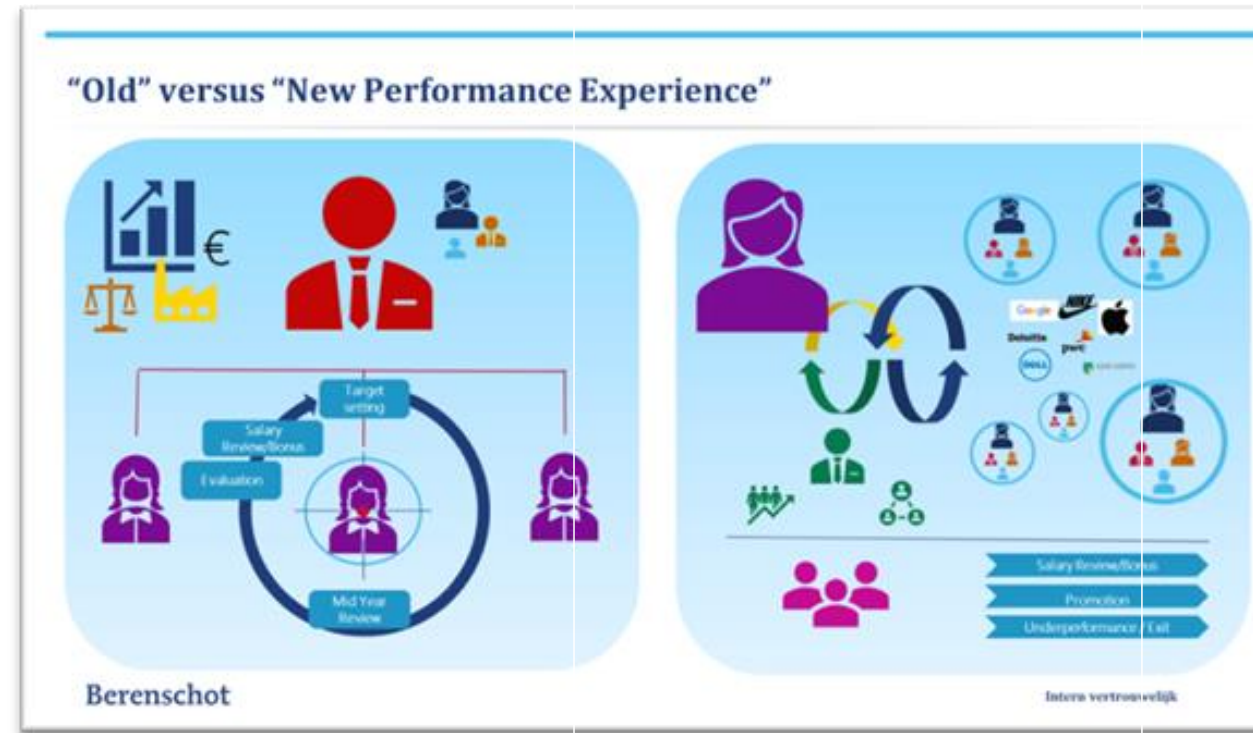 “Old” versus “New Performance Experience”
€
Target
setting
Salary
Review/Bonus
Evaluation
Mid Year
Review
Google
NIKE
Deloitte
pwc
DELL
Salary Review/Bonus
Promotion
Underperformance / Exit
Berenschot
Intern vertrouwelijk